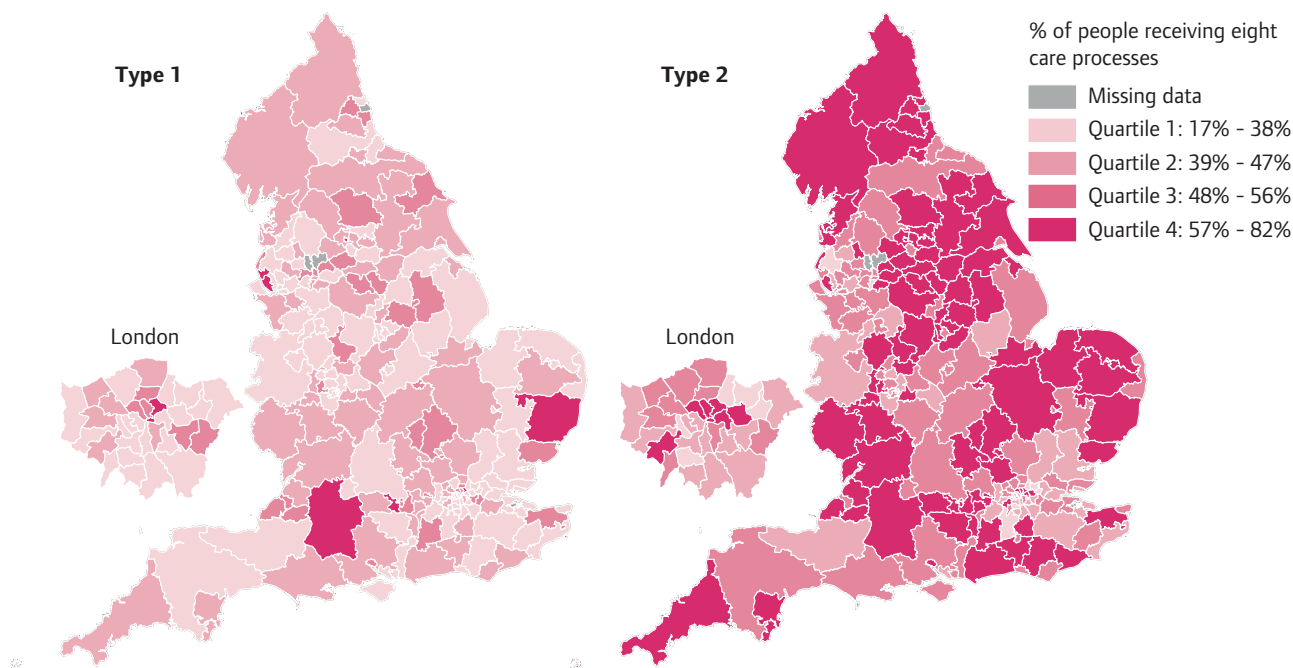 Type 1
Type 2
% of people receiving eight
care processes
Missing data
Quartile 1: 17% - 38%
Quartile 2: 39% - 47%
Quartile 3: 48% - 56%
Quartile 4: 57% - 82%
London
London